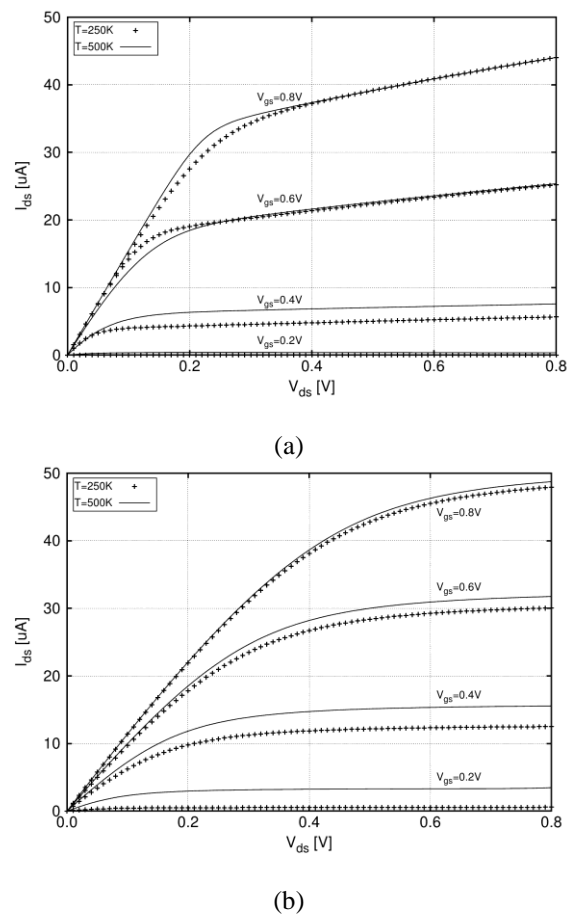 50
T=250K
T=500K
40
V_gs=0.8V
30
I_ds [uA]
V_gs=0.6V
20
10
V_gs=0.4V
V_gs=0.2V
0
0.0 0.2 0.4 0.6 0.8
V_ds [V]
(a)
50
T=250K
T=500K
V_gs=0.8V
40
30
V_gs=0.6V
I_ds [uA]
20
V_gs=0.4V
10
V_gs=0.2V
0
0.0 0.2 0.4 0.6 0.8
V_ds [V]
(b)